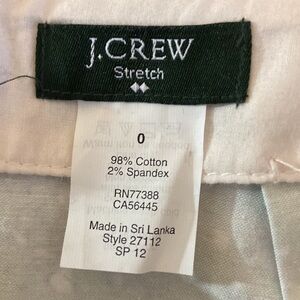 J.CREW
Stretch
0
98% Cotton
2% Spandex
RN77388
CA56445
Made in Sri Lanka
Style 27112
SP 12